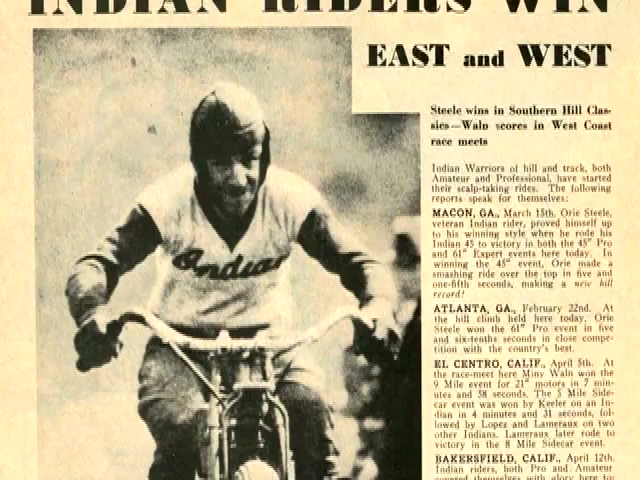 INDIAN RIDERS WIN
EAST and WEST
Steele wins in Southern Hill Clas-
sics—Waln scores in West Coast
race meets
Indian Warriors of hill and track, both
Amateur and Professional, have started
their scalp-taking rides. The following
reports speak for themselves:
MACON, GA., March 15th. Orie Steele,
veteran Indian rider, proved himself up
to his winning style when he rode his
Indian 45 to victory in both the 45" Pro
and 61" Expert events here today. In
winning the 45" event, Orie made a
smashing ride over the top in five and
one-fifth seconds, making a new hill
record!
ATLANTA, GA., February 22nd. At
the hill climb held here today, Orie
Steele won the 61" Pro event in five
and six-tenths seconds in close compe-
tition with the country's best.
EL CENTRO, CALIF., April 5th. At
the race-meet here Miny Waln won the
9 Mile event for 21" motors in 7 min-
utes and 58 seconds. The 5 Mile Side-
car event was won by Keeler on an In-
dian in 4 minutes and 31 seconds, fol-
lowed by Lopez and Lameraux on two
other Indians. Lameraux later rode to
victory in the 8 Mile Sidecar event.
BAKERSFIELD, CALIF., April 12th.
Indian riders, both Pro and Amateur
covered themselves with glory here to-
Indian